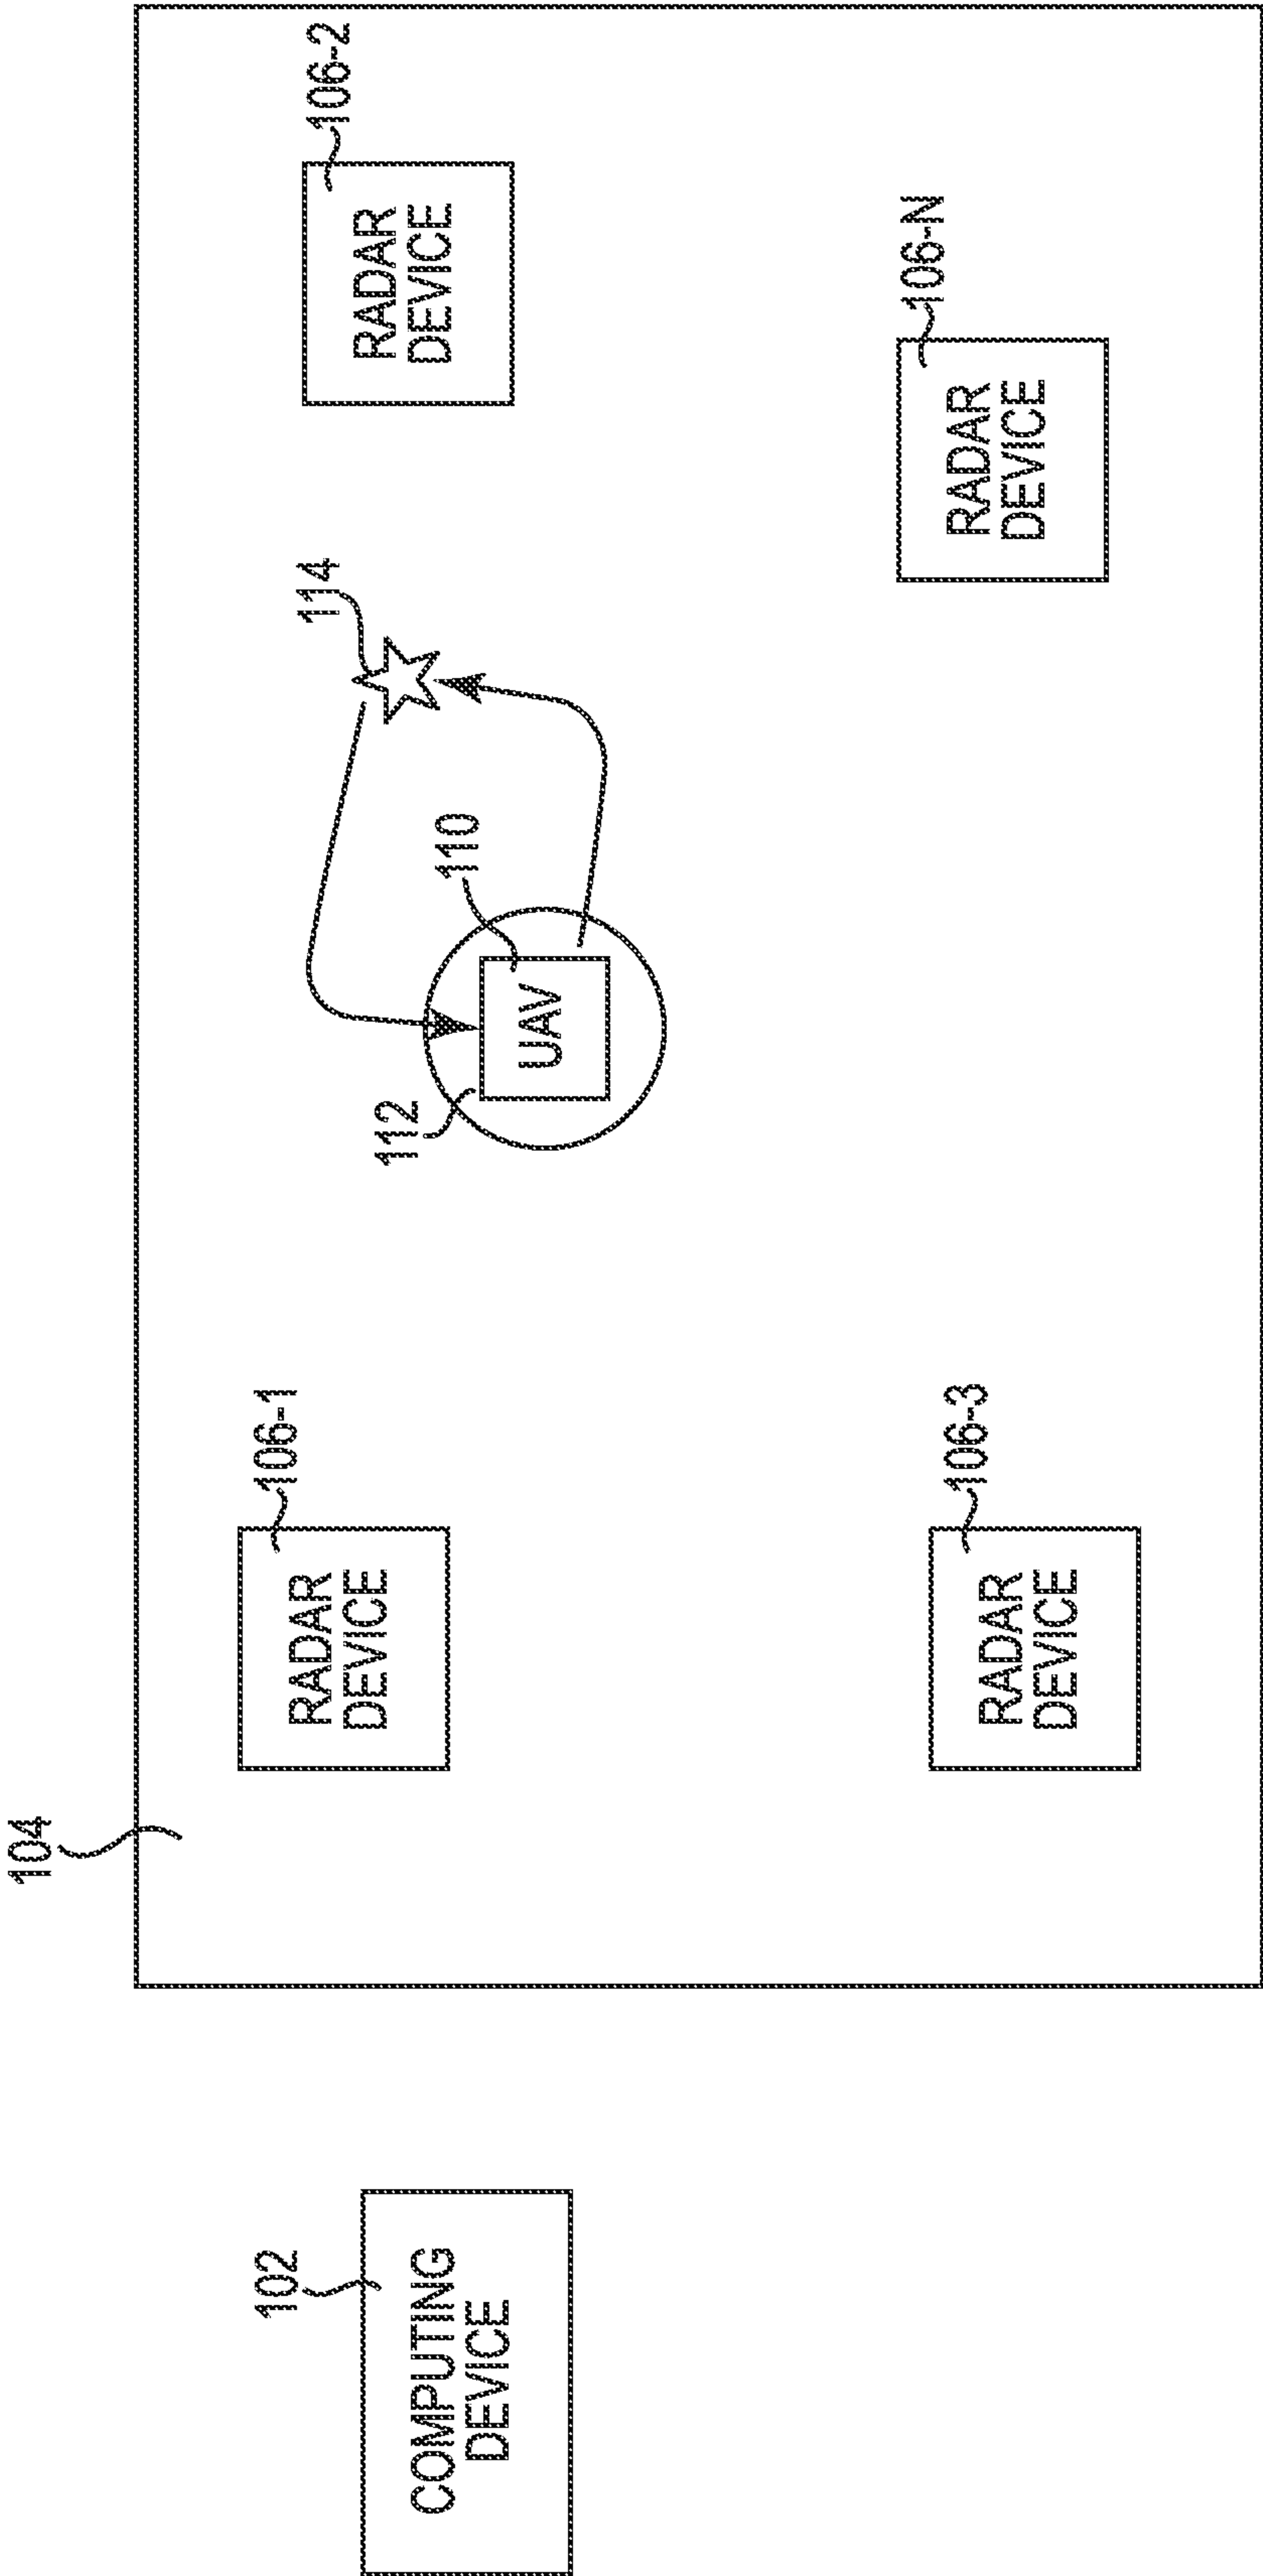 104
102
COMPUTING
DEVICE
106-1
RADAR
DEVICE
112
110
UAV
114
106-2
RADAR
DEVICE
106-3
RADAR
DEVICE
106-N
RADAR
DEVICE